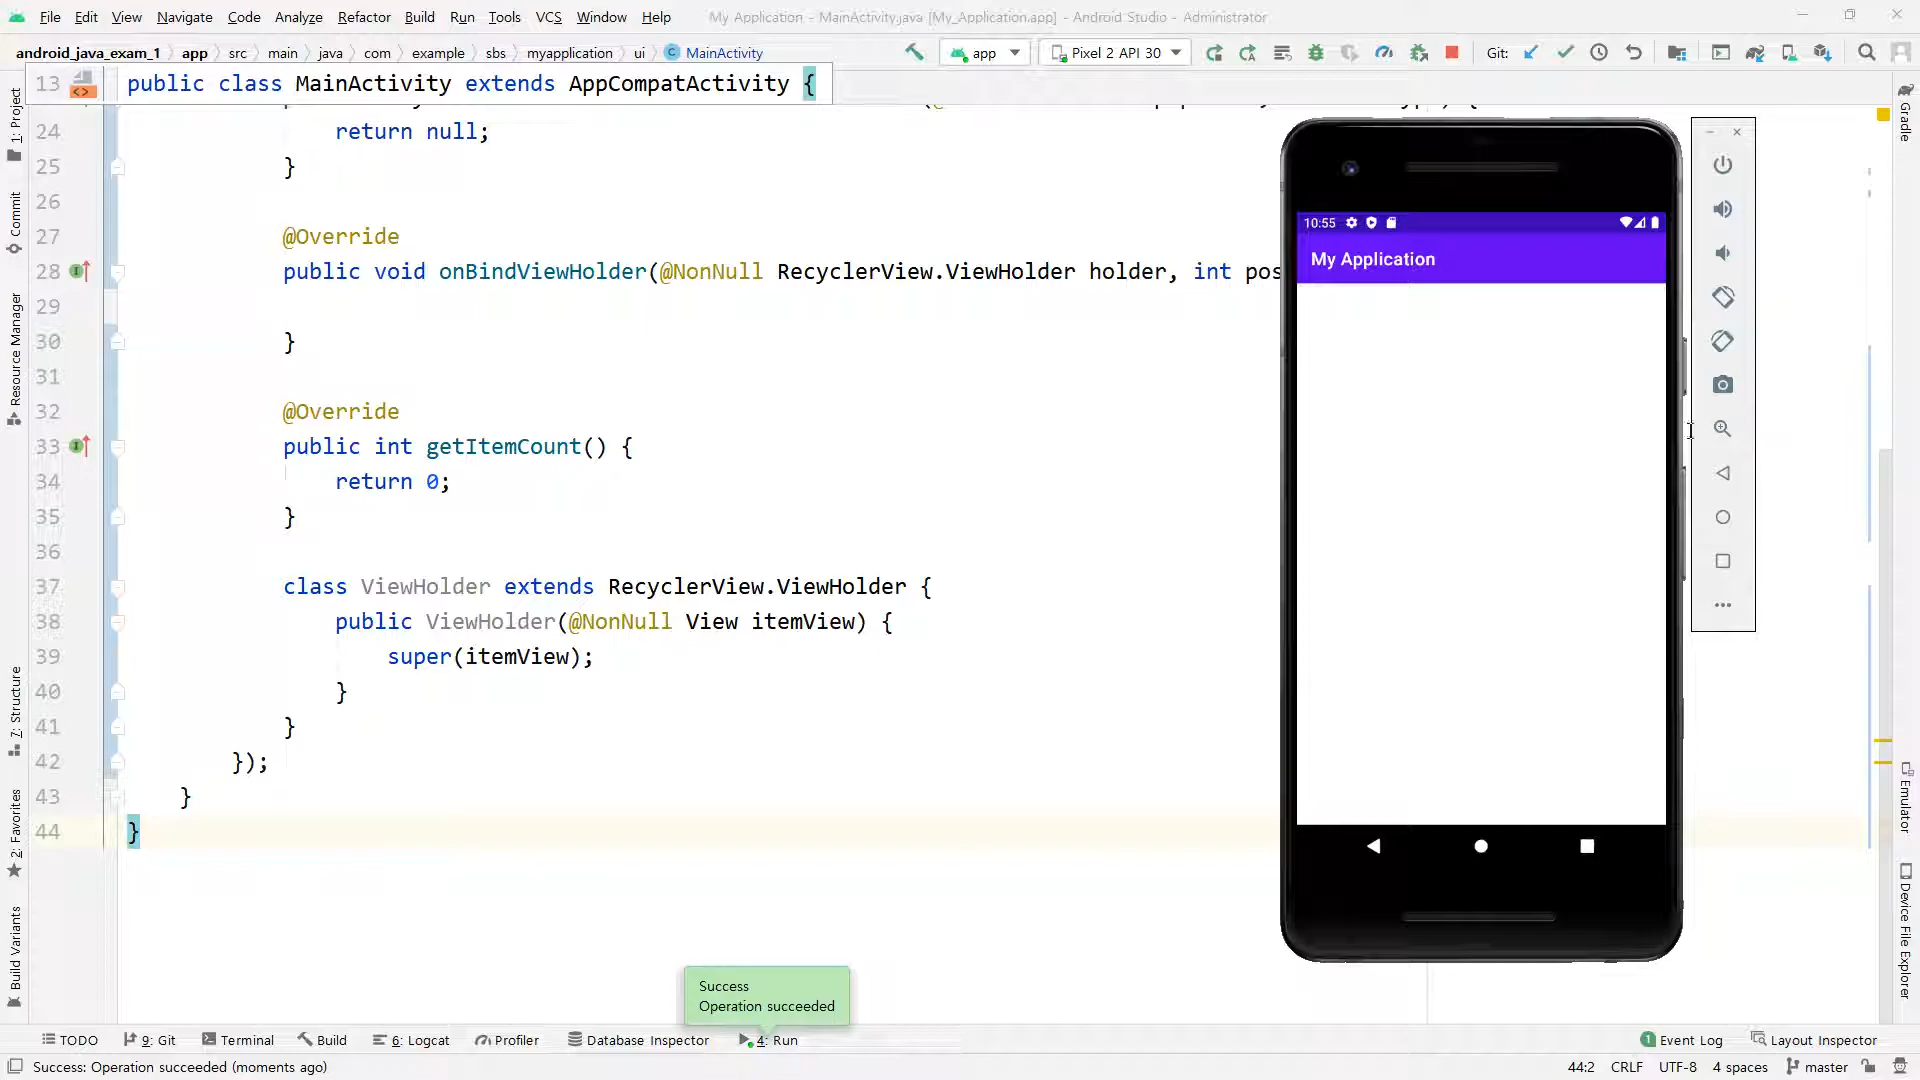 File Edit View Navigate Code Analyze Refactor Build Run Tools VCS Window Help My Application - MainActivity.java [My_Application.app] - Android Studio - Administrator
android_java_exam_1 app src main java com example sbs myapplication ui C MainActivity app Pixel 2 API 30 Git:
13 public class MainActivity extends AppCompatActivity {
24 return null;
25 }
26
27 @Override
28 public void onBindViewHolder(@NonNull RecyclerView.ViewHolder holder, int pos
29
30 }
31
32 @Override
33 public int getItemCount() {
34 return 0;
35 }
36
37 class ViewHolder extends RecyclerView.ViewHolder {
38 public ViewHolder(@NonNull View itemView) {
39 super(itemView);
40 }
41 }
42 });
43 }
44 }
1: Project
Commit
Resource Manager
7: Structure
2: Favorites
Build Variants
10:55
My Application
Gradle
Emulator
Device File Explorer
Success
Operation succeeded
TODO 9: Git Terminal Build 6: Logcat Profiler Database Inspector 4: Run 1 Event Log Layout Inspector
Success: Operation succeeded (moments ago) 44:2 CRLF UTF-8 4 spaces master